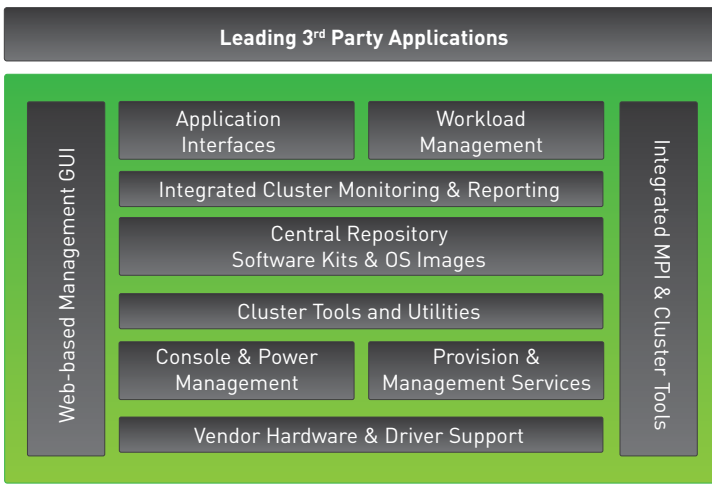 Leading 3rd Party Applications
Web-based Management GUI
Application
Interfaces
Workload
Management
Integrated Cluster Monitoring & Reporting
Central Repository
Software Kits & OS Images
Cluster Tools and Utilities
Console & Power
Management
Provision &
Management Services
Vendor Hardware & Driver Support
Integrated MPI & Cluster Tools